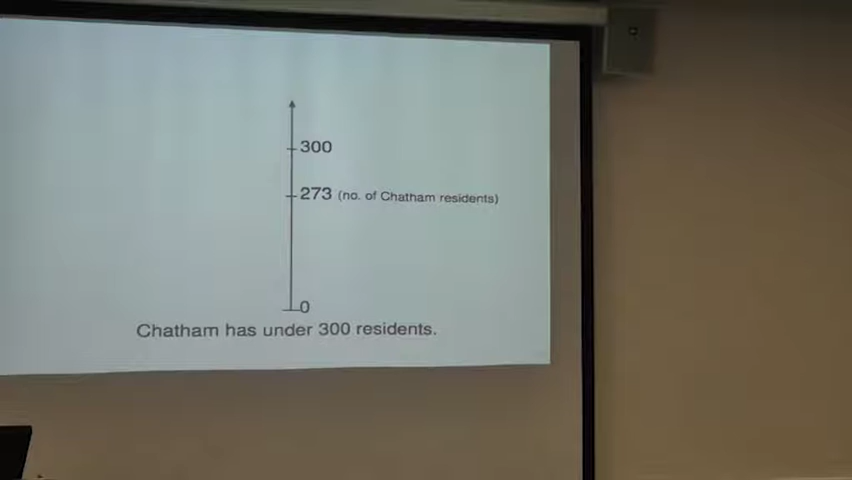 300
273 (no. of Chatham residents)
0
Chatham has under 300 residents.